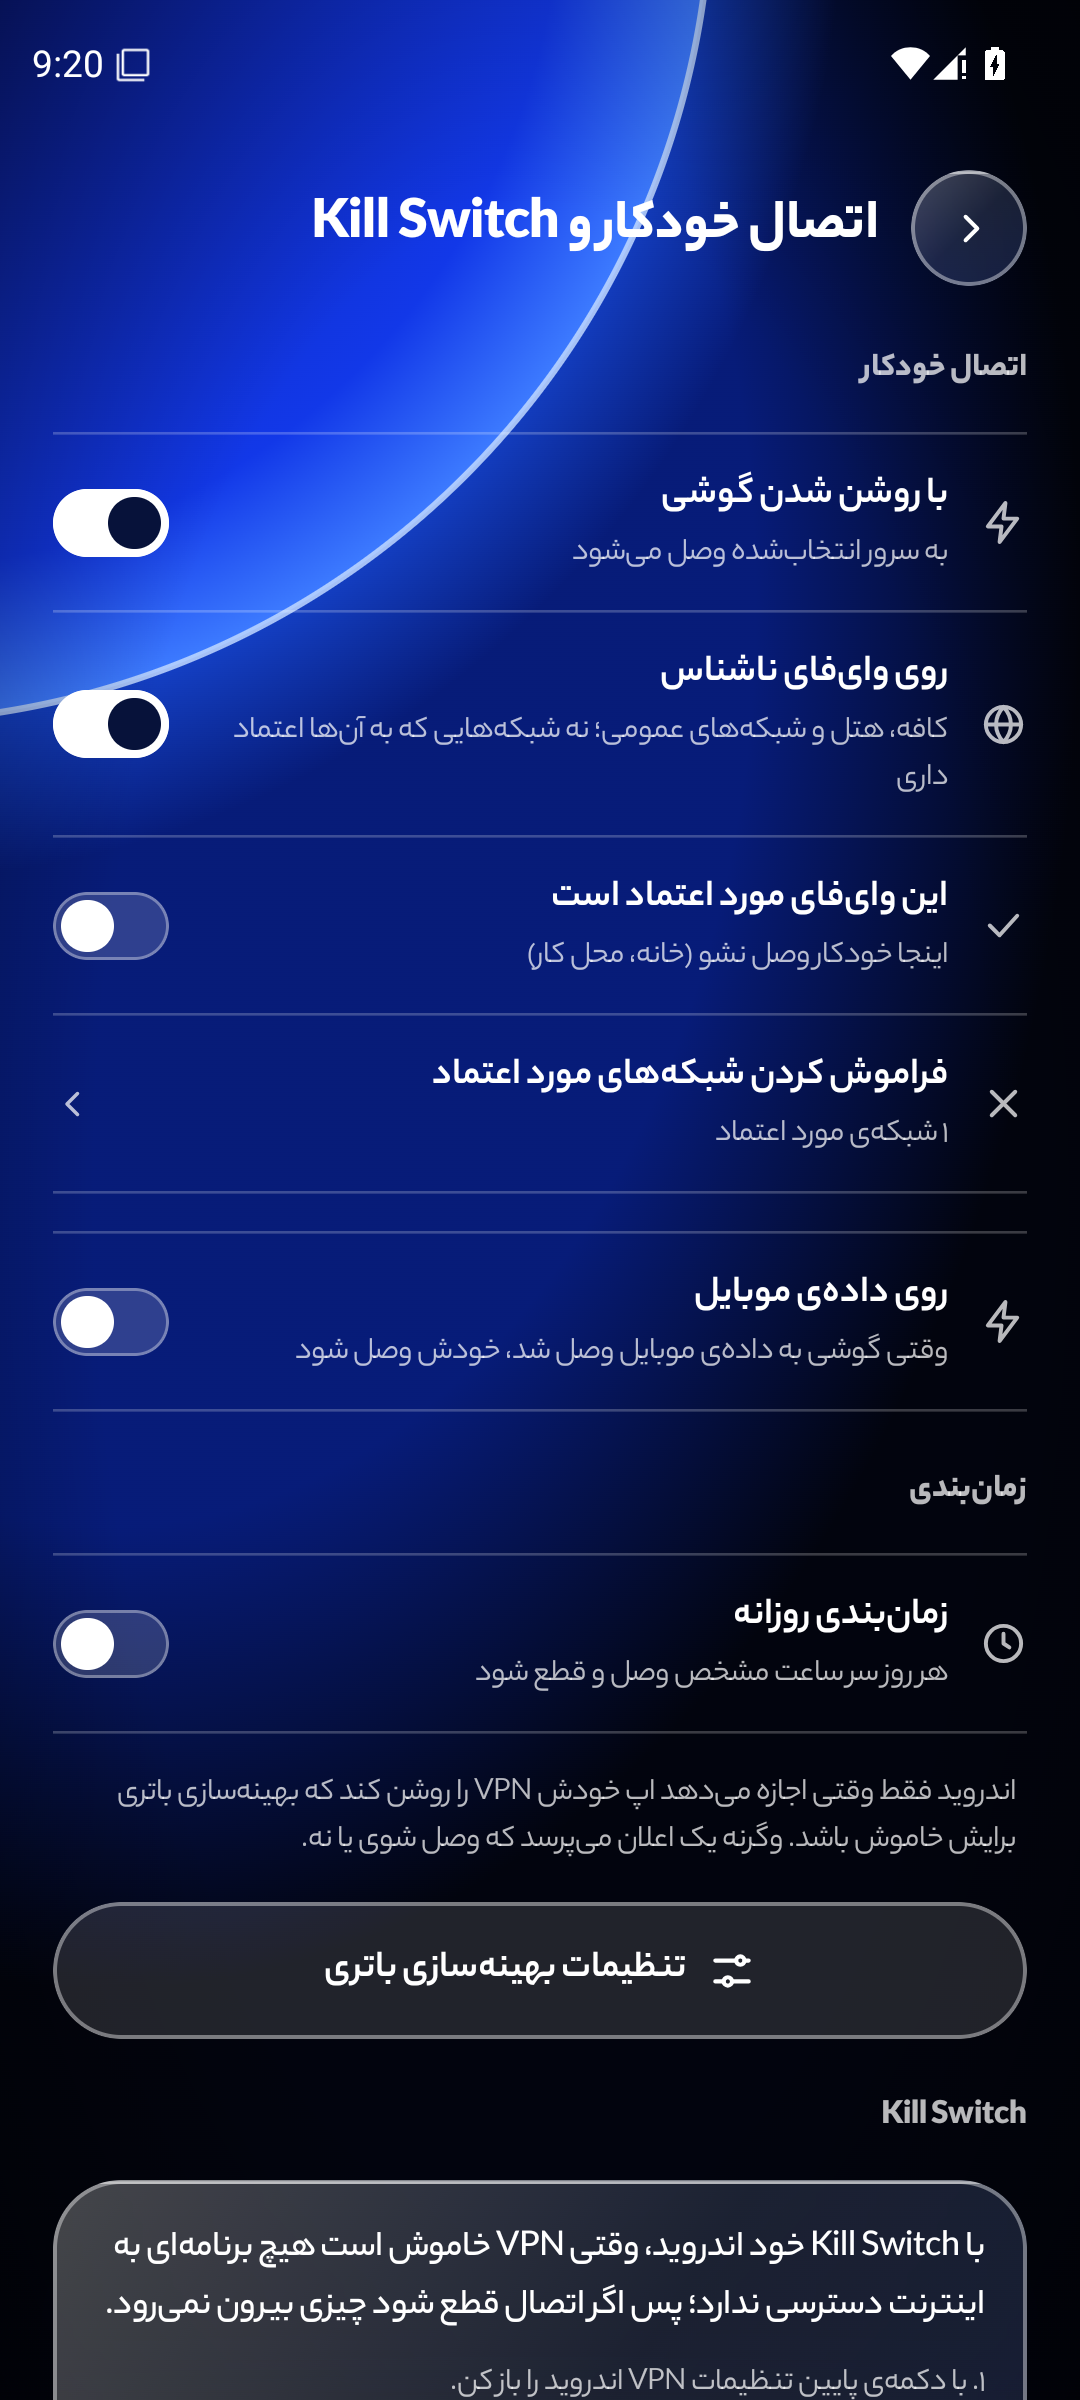 9:20
اتصال خودکار و Kill Switch
اتصال خودکار
با روشن شدن گوشی
به سرور انتخاب‌شده وصل می‌شود
روی وای‌فای ناشناس
کافه، هتل و شبکه‌های عمومی؛ نه شبکه‌هایی که به آن‌ها اعتماد
داری
این وای‌فای مورد اعتماد است
اینجا خودکار وصل نشو (خانه، محل کار)
فراموش کردن شبکه‌های مورد اعتماد
۱ شبکه‌ی مورد اعتماد
روی داده‌ی موبایل
وقتی گوشی به داده‌ی موبایل وصل شد، خودش وصل شود
زمان‌بندی
زمان‌بندی روزانه
هر روز سر ساعت مشخص وصل و قطع شود
اندروید فقط وقتی اجازه می‌دهد اپ خودش VPN را روشن کند که بهینه‌سازی باتری
برایش خاموش باشد. وگرنه یک اعلان می‌پرسد که وصل شوی یا نه.
تنظیمات بهینه‌سازی باتری
Kill Switch
با Kill Switch خود اندروید، وقتی VPN خاموش است هیچ برنامه‌ای به
اینترنت دسترسی ندارد؛ پس اگر اتصال قطع شود چیزی بیرون نمی‌رود.
۱. با دکمه‌ی پایین تنظیمات VPN اندروید را باز کن.